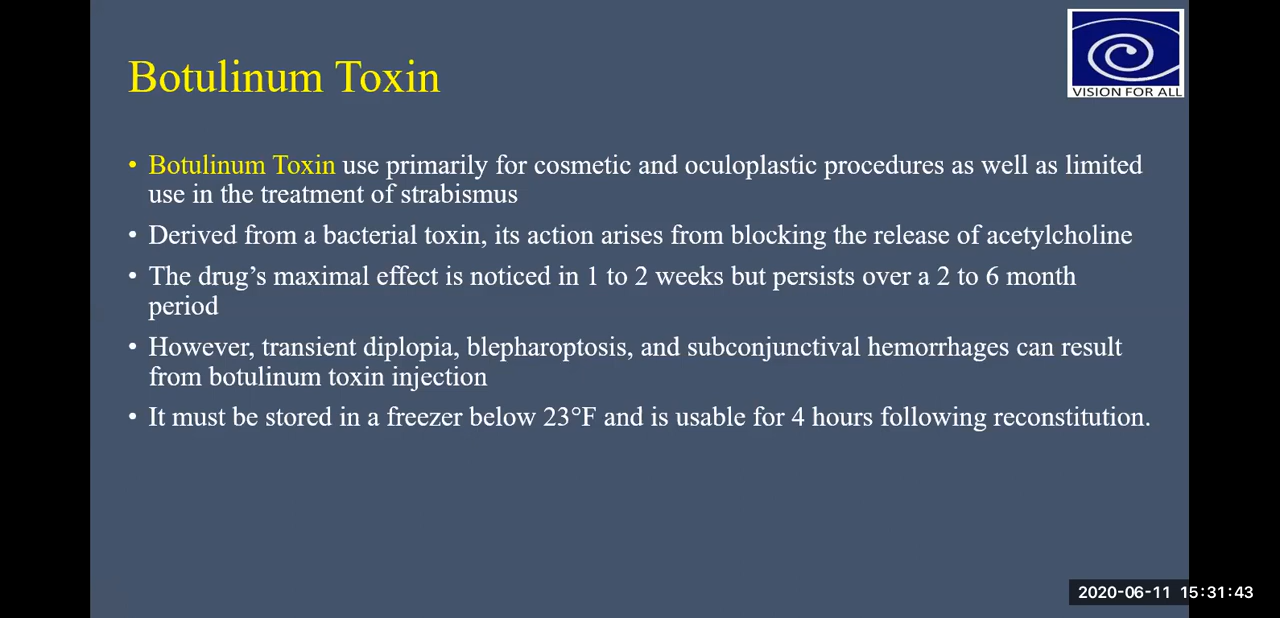 VISION FOR ALL
Botulinum Toxin
• Botulinum Toxin use primarily for cosmetic and oculoplastic procedures as well as limited
use in the treatment of strabismus
• Derived from a bacterial toxin, its action arises from blocking the release of acetylcholine
• The drug’s maximal effect is noticed in 1 to 2 weeks but persists over a 2 to 6 month
period
• However, transient diplopia, blepharoptosis, and subconjunctival hemorrhages can result
from botulinum toxin injection
• It must be stored in a freezer below 23°F and is usable for 4 hours following reconstitution.
2020-06-11 15:31:43